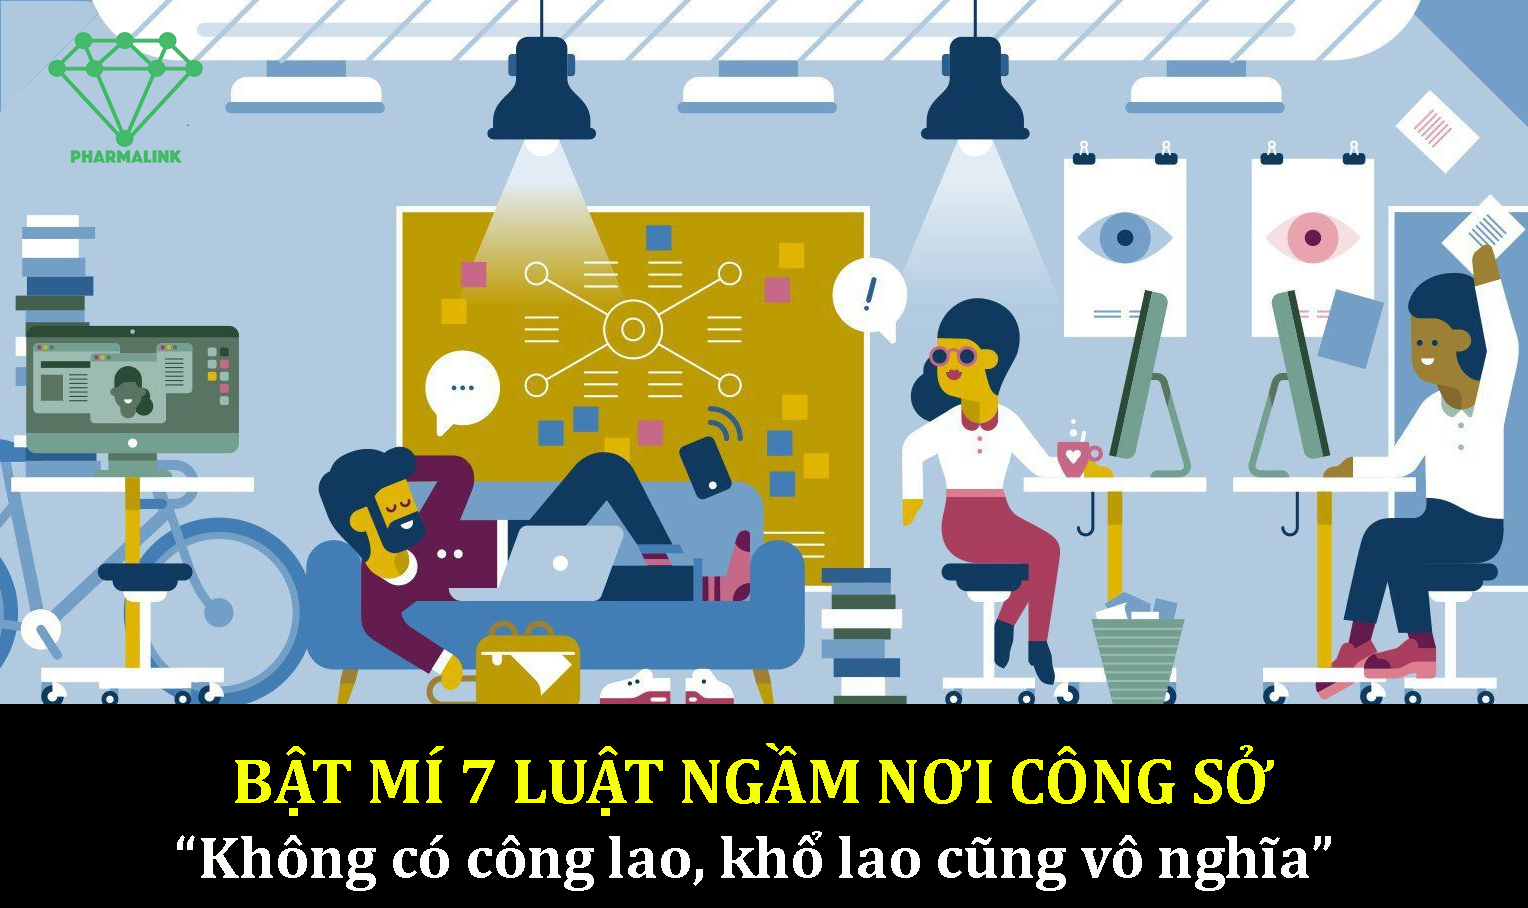 PHARMALINK
BẬT MÍ 7 LUẬT NGẦM NƠI CÔNG SỞ
“Không có công lao, khổ lao cũng vô nghĩa”